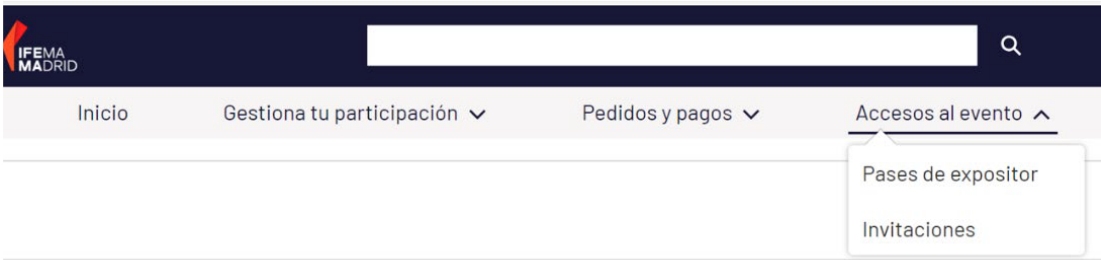 IFEMA
MADRID
Inicio Gestiona tu participación Pedidos y pagos Accesos al evento
Pases de expositor
Invitaciones